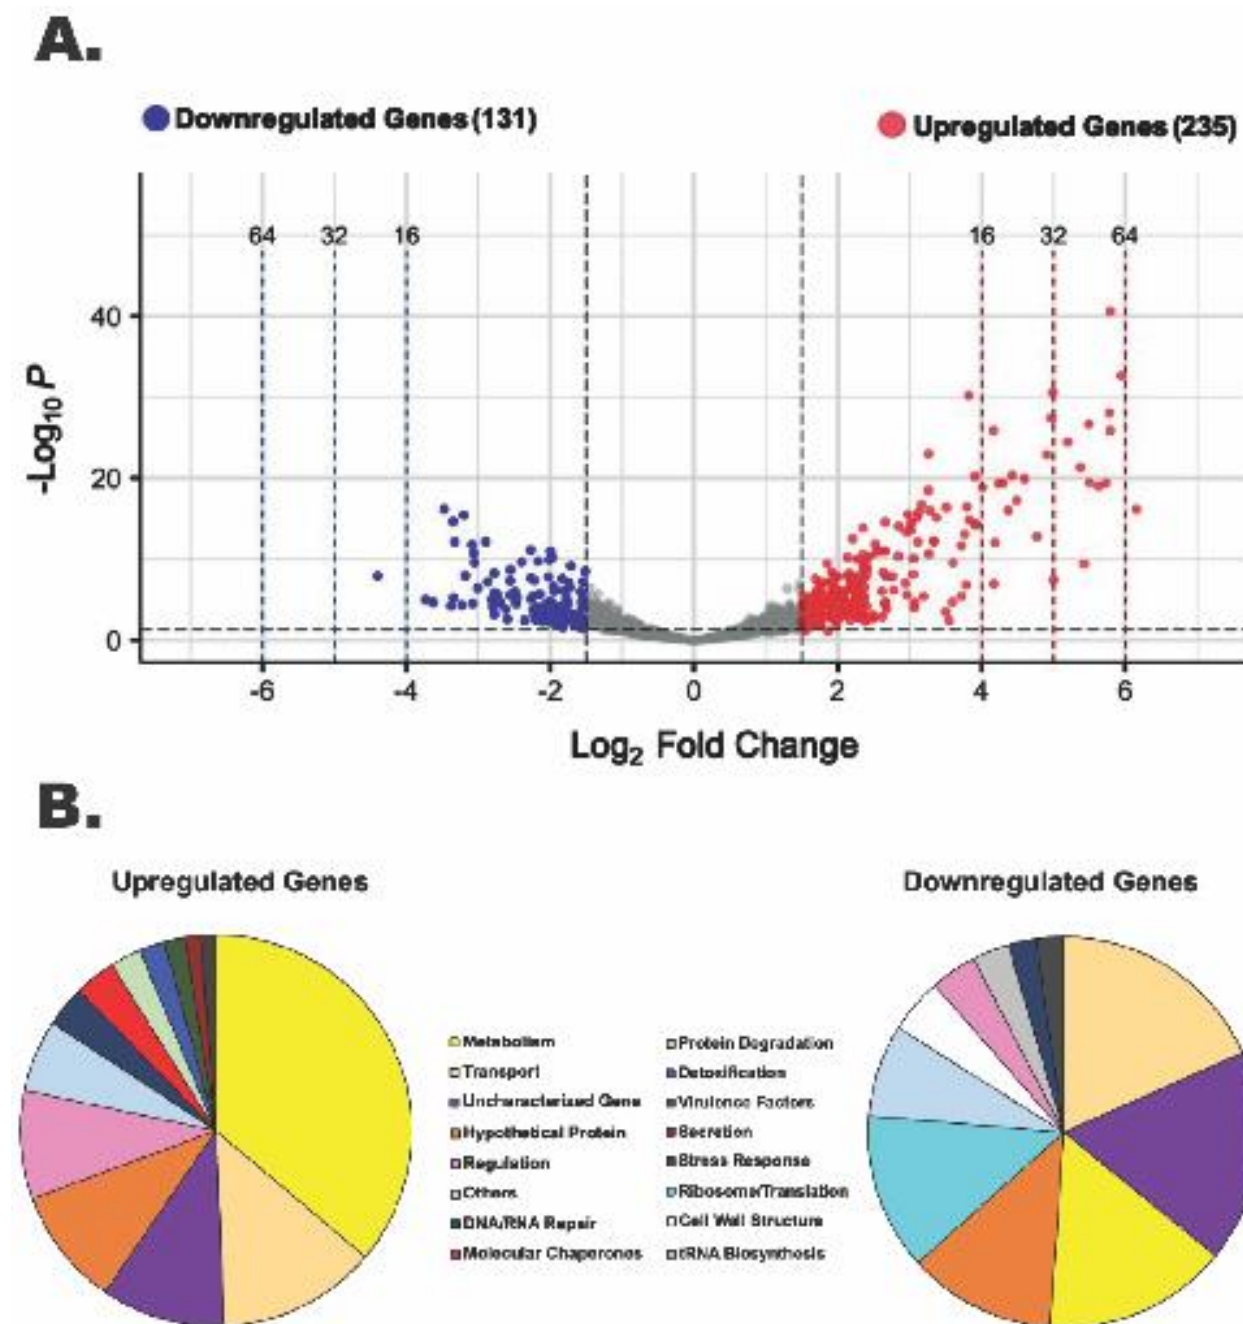 A.
Downregulated Genes (131)
Upregulated Genes (235)
64 32 16 16 32 64
40
20
0
-Log10 P
-6 -4 -2 0 2 4 6
Log2 Fold Change
B.
Upregulated Genes
Downregulated Genes
Metabolism
Transport
Uncharacterized Gene
Hypothetical Protein
Regulation
Others
DNA/RNA Repair
Molecular Chaperones
Protein Degradation
Detoxification
Virulence Factors
Secretion
Stress Response
Ribosome/Translation
Cell Wall Structure
tRNA Biosynthesis